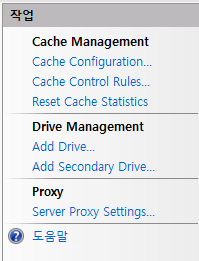 작업
Cache Management
Cache Configuration...
Cache Control Rules...
Reset Cache Statistics
Drive Management
Add Drive...
Add Secondary Drive...
Proxy
Server Proxy Settings...
도움말